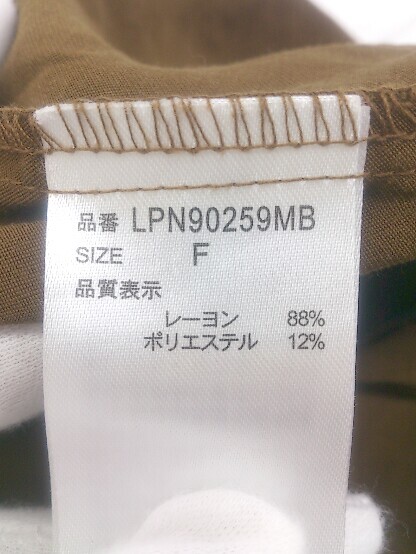 品番 LPN90259MB
SIZE F
品質表示
レーヨン 88%
ポリエステル 12%